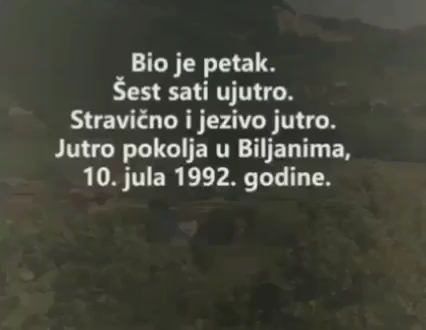 Bio je petak.
Šest sati ujutro.
Stravično i jezivo jutro.
Jutro pokolja u Biljanima,
10. jula 1992. godine.